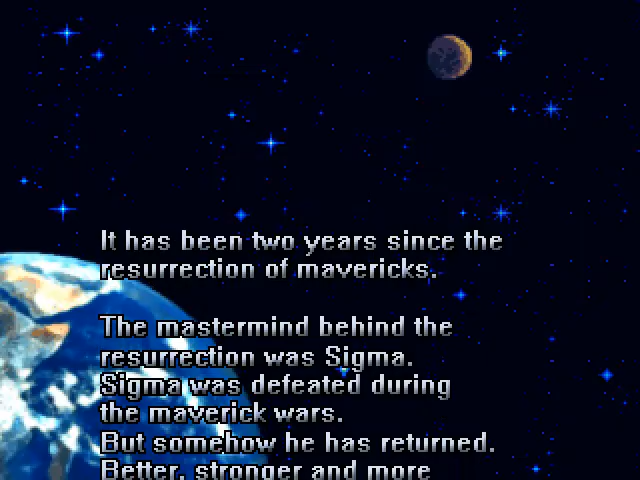 It has been two years since the
resurrection of mavericks.
The mastermind behind the
resurrection was Sigma.
Sigma was defeated during
the maverick wars.
But somehow he has returned.
Better, stronger and more